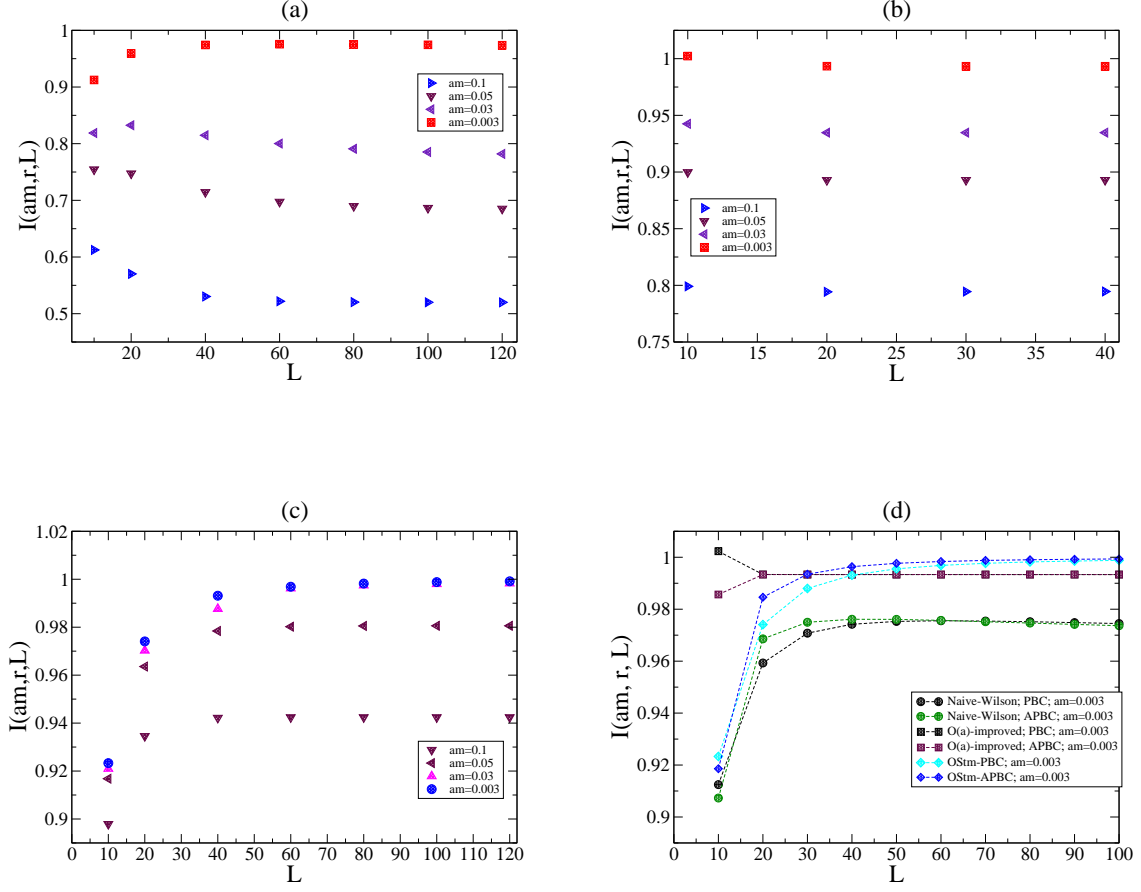 (a)
I(am,r,L)
1
0.9
0.8
0.7
0.6
0.5
20
40
60
80
100
120
L
am=0.1
am=0.05
am=0.03
am=0.003
(b)
I(am,r,L)
1
0.95
0.9
0.85
0.8
0.75
10
15
20
25
30
35
40
L
am=0.1
am=0.05
am=0.03
am=0.003
(c)
I(am,r,L)
1.02
1
0.98
0.96
0.94
0.92
0.9
0
10
20
30
40
50
60
70
80
90
100
110
120
L
am=0.1
am=0.05
am=0.03
am=0.003
(d)
I(am, r, L)
1
0.98
0.96
0.94
0.92
0.9
0
10
20
30
40
50
60
70
80
90
100
L
Naive-Wilson; PBC; am=0.003
Naive-Wilson; APBC; am=0.003
O(a)-improved; PBC; am=0.003
O(a)-improved; APBC; am=0.003
OStm-PBC; am=0.003
OStm-APBC; am=0.003